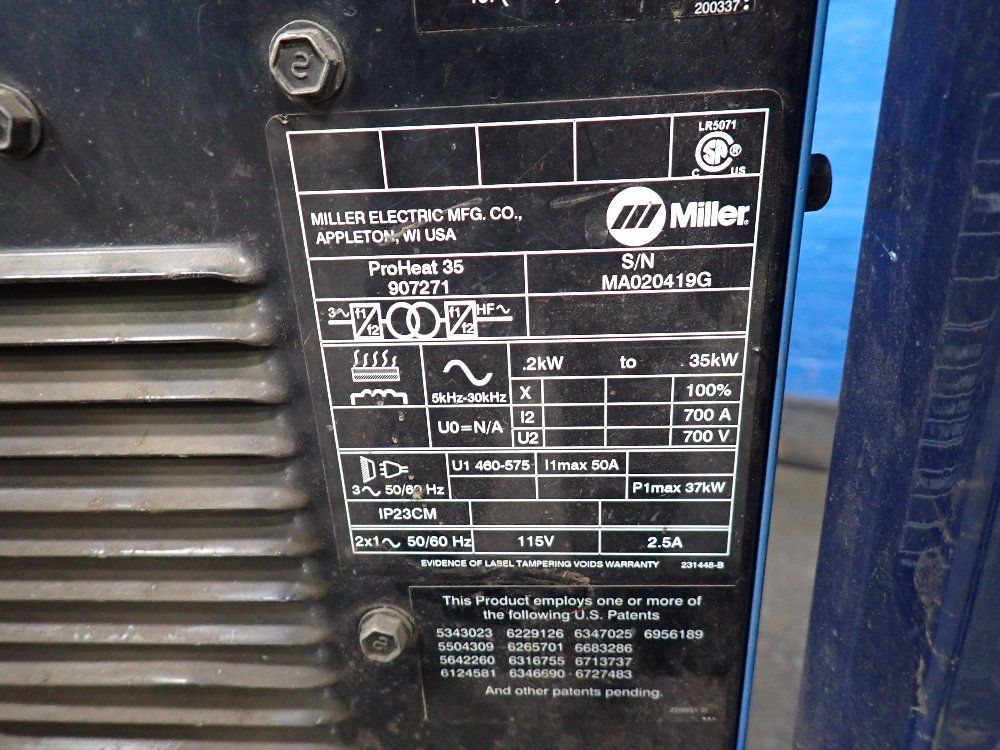 200337
LR5071
SP ®
C US
MILLER ELECTRIC MFG. CO.,
APPLETON, WI USA
Miller®
ProHeat 35
907271
S/N
MA020419G
3~ f1 f2 f1 f2 HF~
5kHz-30kHz
.2kW to 35kW
X 100%
U0=N/A
I2 700 A
U2 700 V
3~ 50/60 Hz
U1 460-575 I1max 50A
P1max 37kW
IP23CM
2x1~ 50/60 Hz 115V 2.5A
EVIDENCE OF LABEL TAMPERING VOIDS WARRANTY 231448-B
This Product employs one or more of
the following U.S. Patents
5343023 6229126 6347025 6956189
5504309 6265701 6683286
5642260 6316755 6713737
6124581 6346690 6727483
And other patents pending.